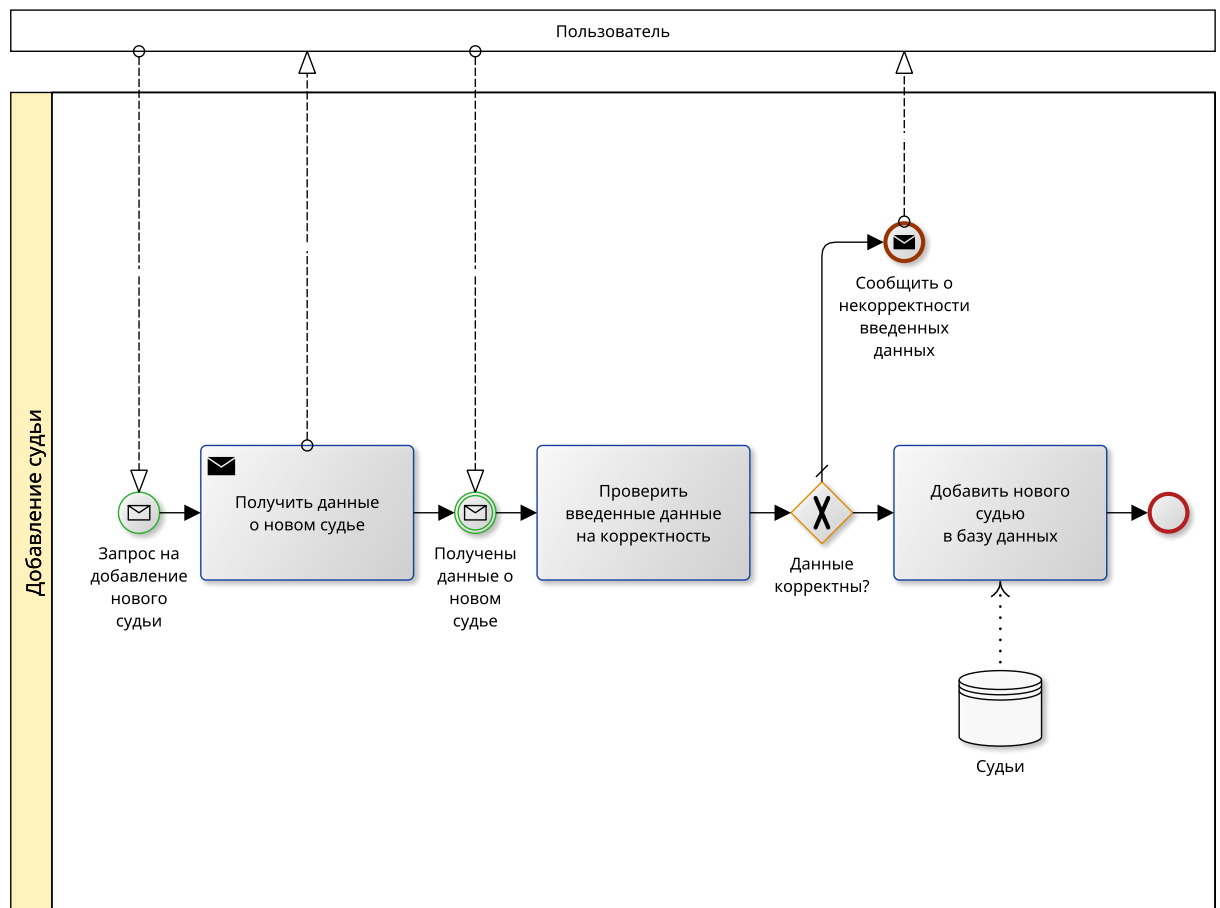 Пользователь
Добавление судьи
Сообщить о
некорректности
введенных
данных
Получить данные
о новом судье
Проверить
введенные данные
на корректность
Добавить нового
судью
в базу данных
Запрос на
добавление
нового
судьи
Получены
данные о
новом
судье
Данные
корректны?
Судьи